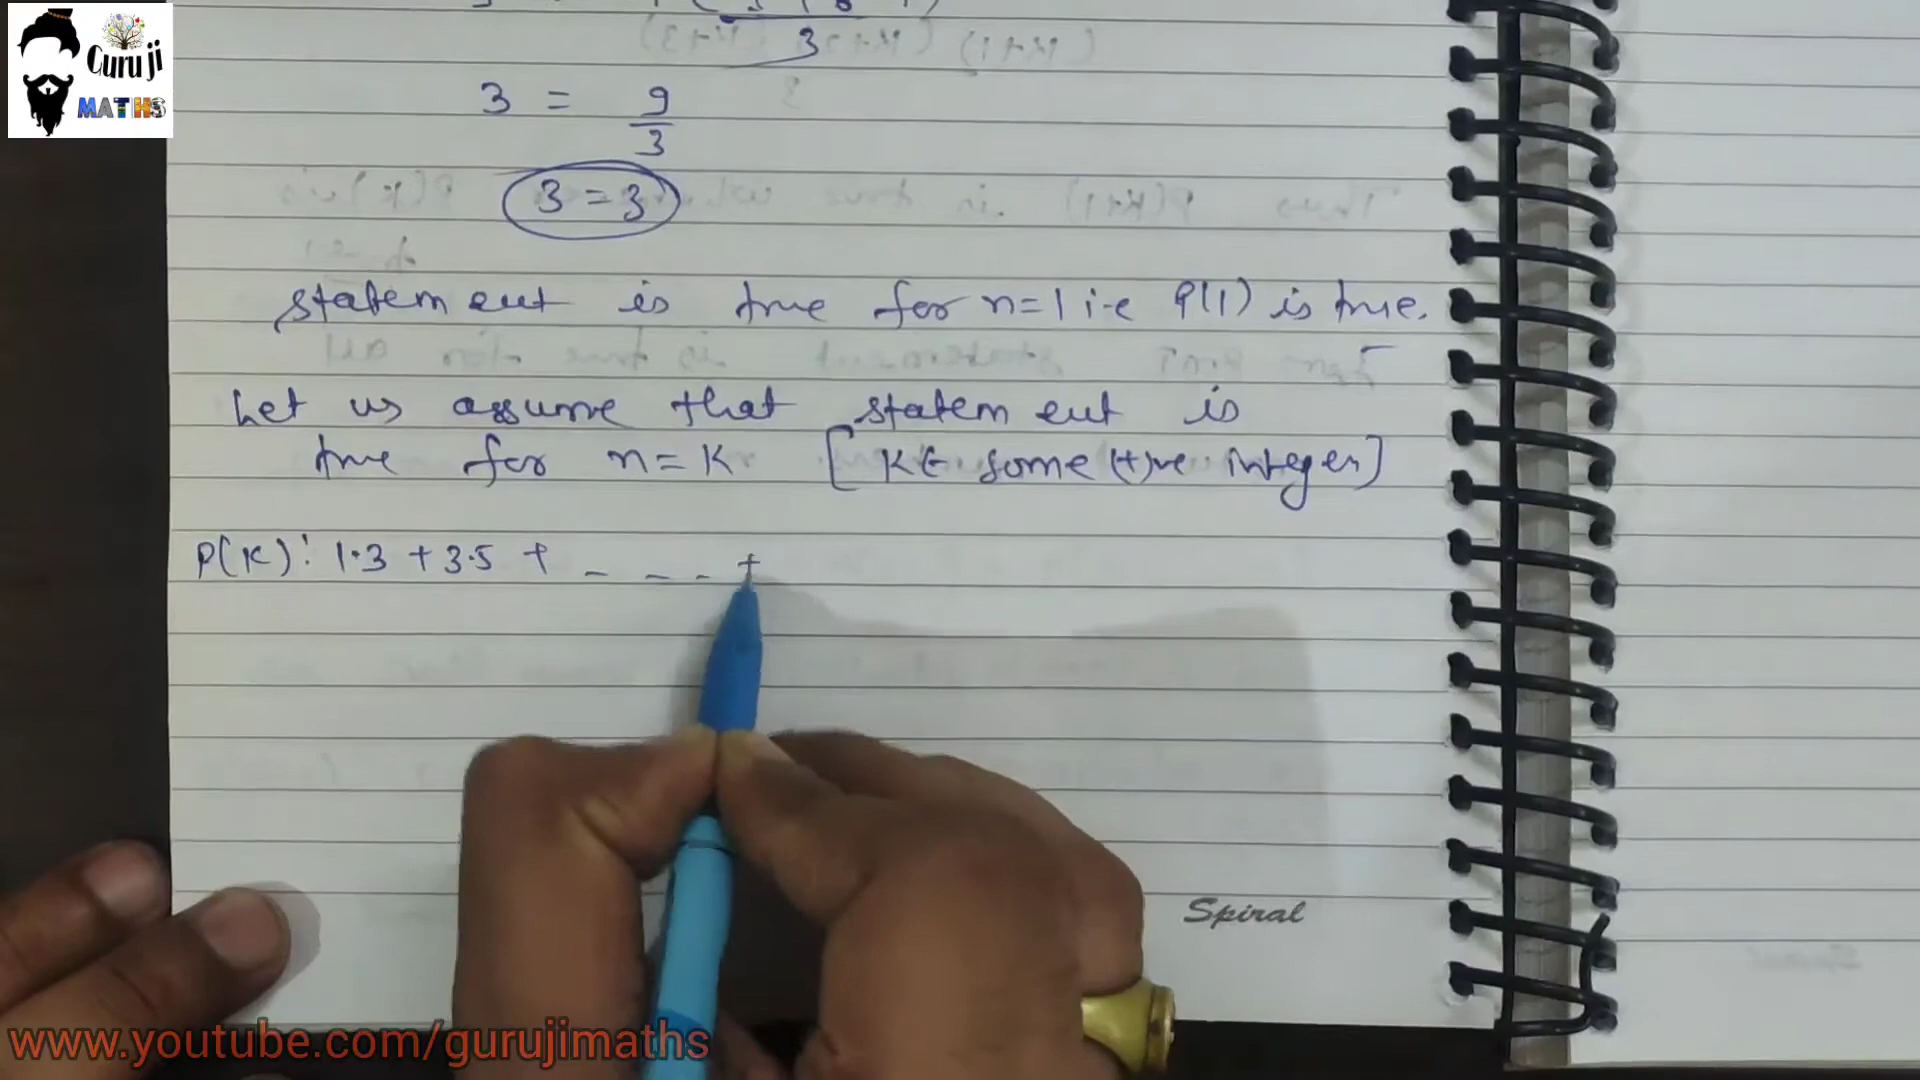 Guru ji
MATHS
3
3 = 9
3
3 = 3
statement is true for n=1 i-e P(1) is true.
Let us assume that statement is
true for n=K [K∈ some (+)ve integer]
P(K): 1·3 + 3·5 + _ _ _ +
Spiral
www.youtube.com/gurujimaths